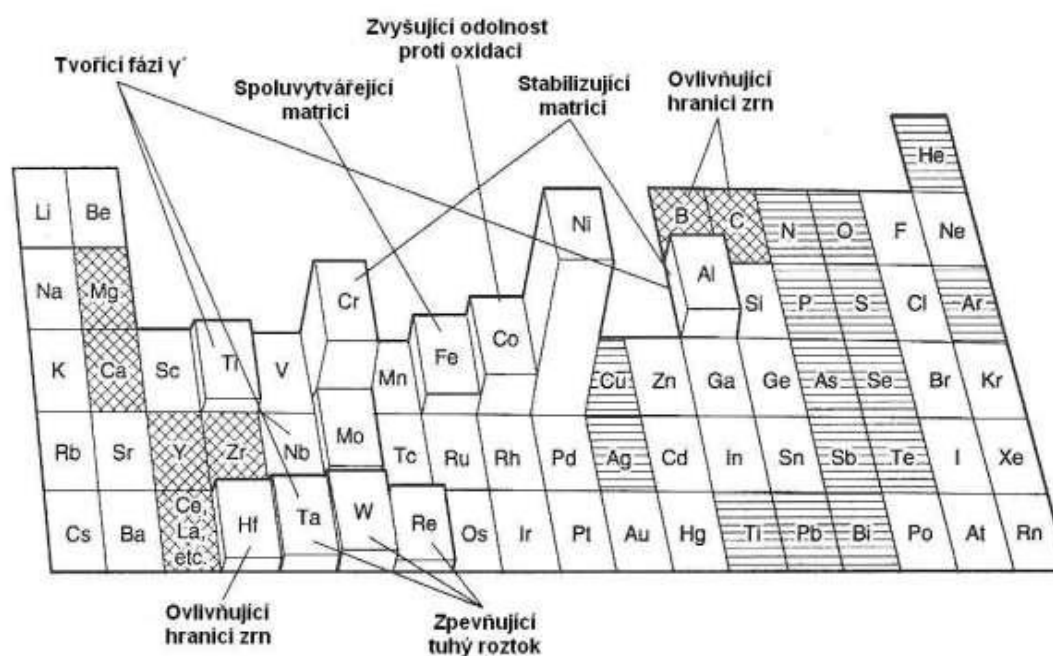 Zvyšující odolnost
proti oxidaci
Tvořící fázi γ´
Spoluvytvářející
matrici
Stabilizující
matrici
Ovlivňující
hranici zrn
He
Li Be Ni B C N O F Ne
Na Mg Cr Al Si P S Cl Ar
K Ca Sc Ti V Mn Fe Co Cu Zn Ga Ge As Se Br Kr
Rb Sr Y Zr Nb Mo Tc Ru Rh Pd Ag Cd In Sn Sb Te I Xe
Cs Ba Ce, Hf Ta W Re Os Ir Pt Au Hg Ti Pb Bi Po At Rn
La,
etc.
Ovlivňující
hranici zrn
Zpevňující
tuhý roztok